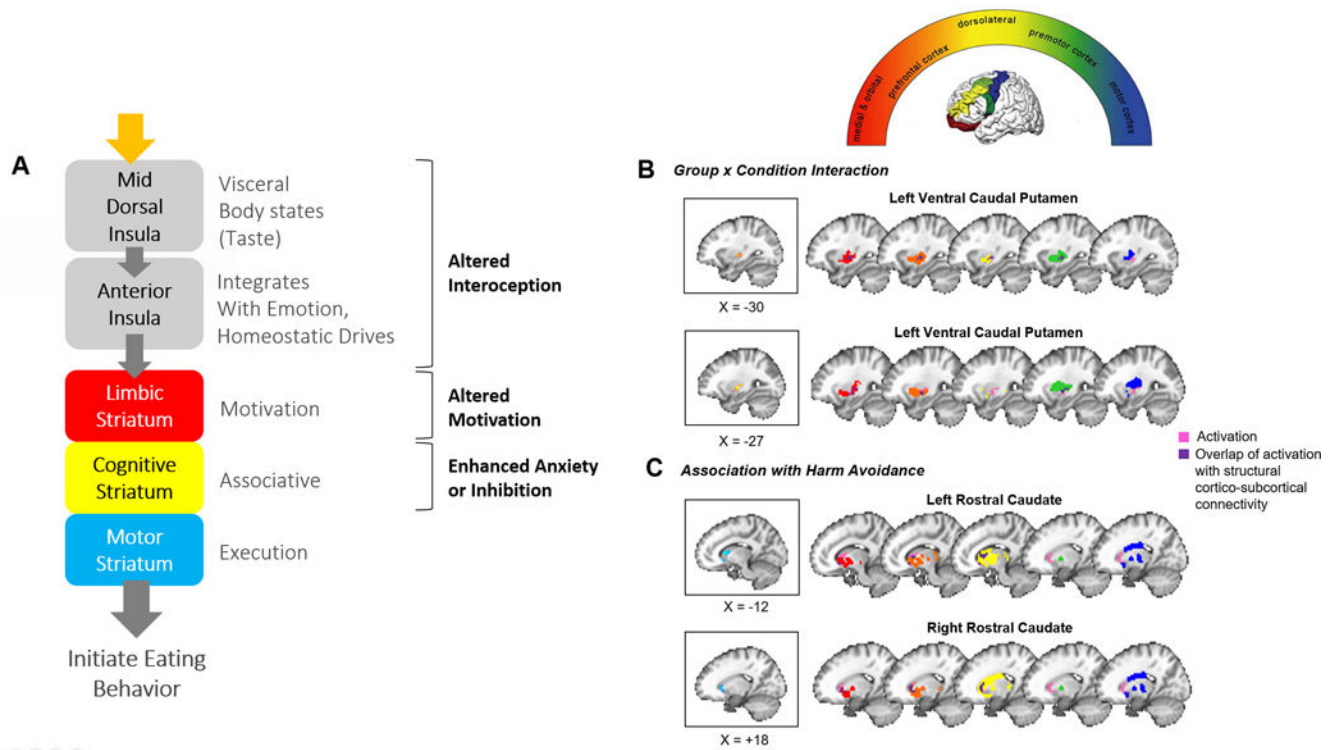 dorsolateral
prefrontal cortex
premotor cortex
medial & orbital
motor cortex
A
Mid
Dorsal
Insula
Visceral
Body states
(Taste)
Anterior
Insula
Integrates
With Emotion,
Homeostatic Drives
Altered
Interoception
Limbic
Striatum
Motivation
Altered
Motivation
Cognitive
Striatum
Associative
Enhanced Anxiety
or Inhibition
Motor
Striatum
Execution
Initiate Eating
Behavior
B
Group x Condition Interaction
Left Ventral Caudal Putamen
X = -30
Left Ventral Caudal Putamen
X = -27
Activation
Overlap of activation
with structural
cortico-subcortical
connectivity
C
Association with Harm Avoidance
Left Rostral Caudate
X = -12
Right Rostral Caudate
X = +18